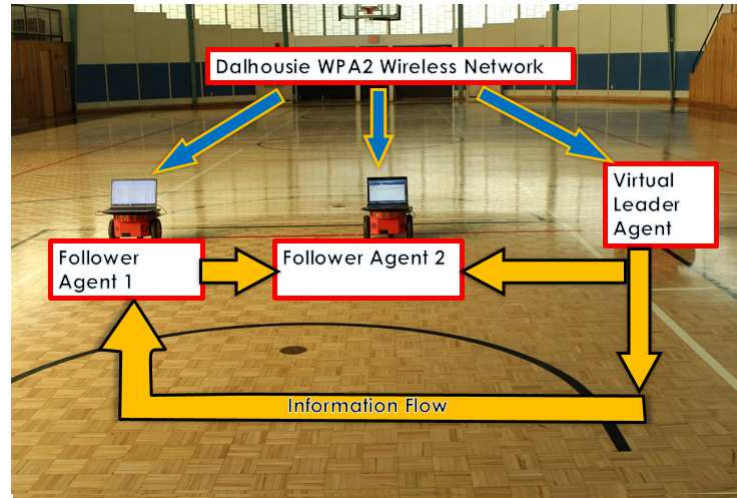 Dalhousie WPA2 Wireless Network
Virtual
Leader
Agent
Follower
Agent 1
Follower Agent 2
Information Flow